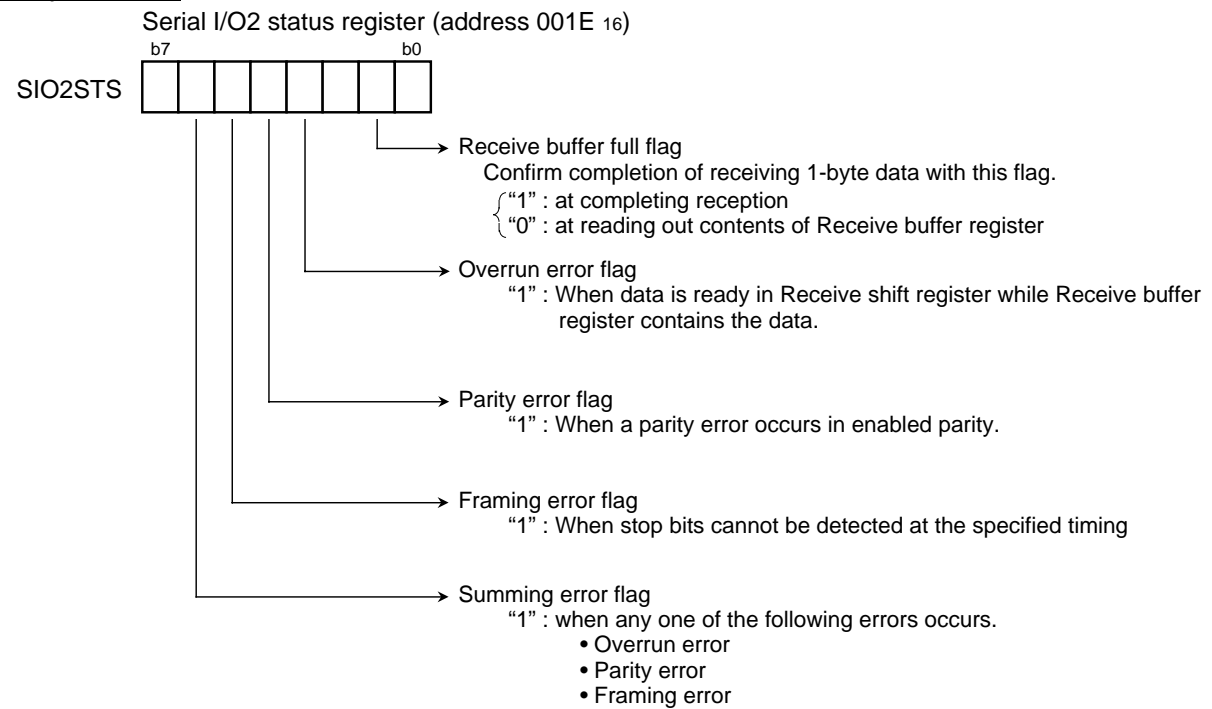 Serial I/O2 status register (address 001E 16)
b7 b0
SIO2STS
Receive buffer full flag
Confirm completion of receiving 1-byte data with this flag.
“1” : at completing reception
“0” : at reading out contents of Receive buffer register
Overrun error flag
“1” : When data is ready in Receive shift register while Receive buffer
register contains the data.
Parity error flag
“1” : When a parity error occurs in enabled parity.
Framing error flag
“1” : When stop bits cannot be detected at the specified timing
Summing error flag
“1” : when any one of the following errors occurs.
• Overrun error
• Parity error
• Framing error